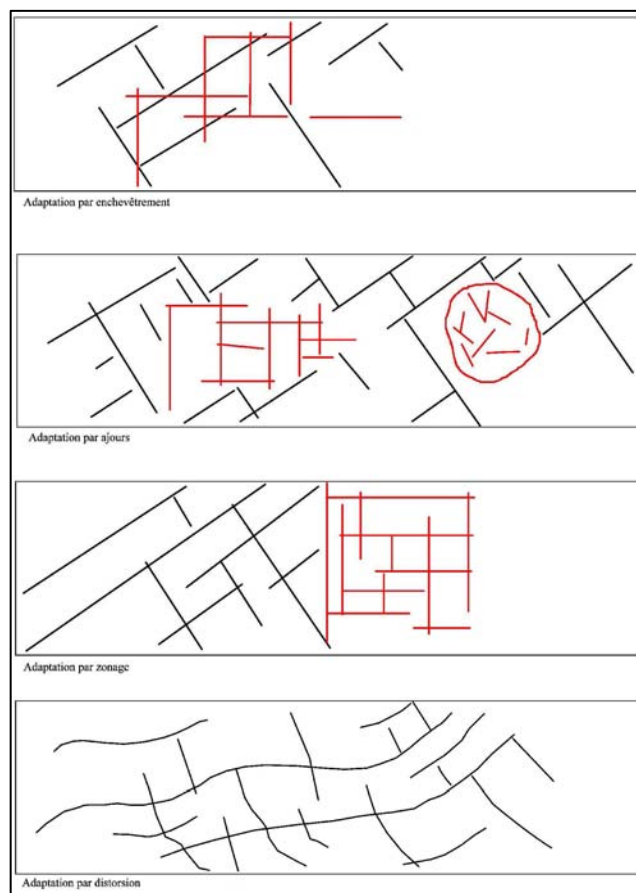 Adaptation par enchevêtrement
Adaptation par ajours
Adaptation par zonage
Adaptation par distorsion